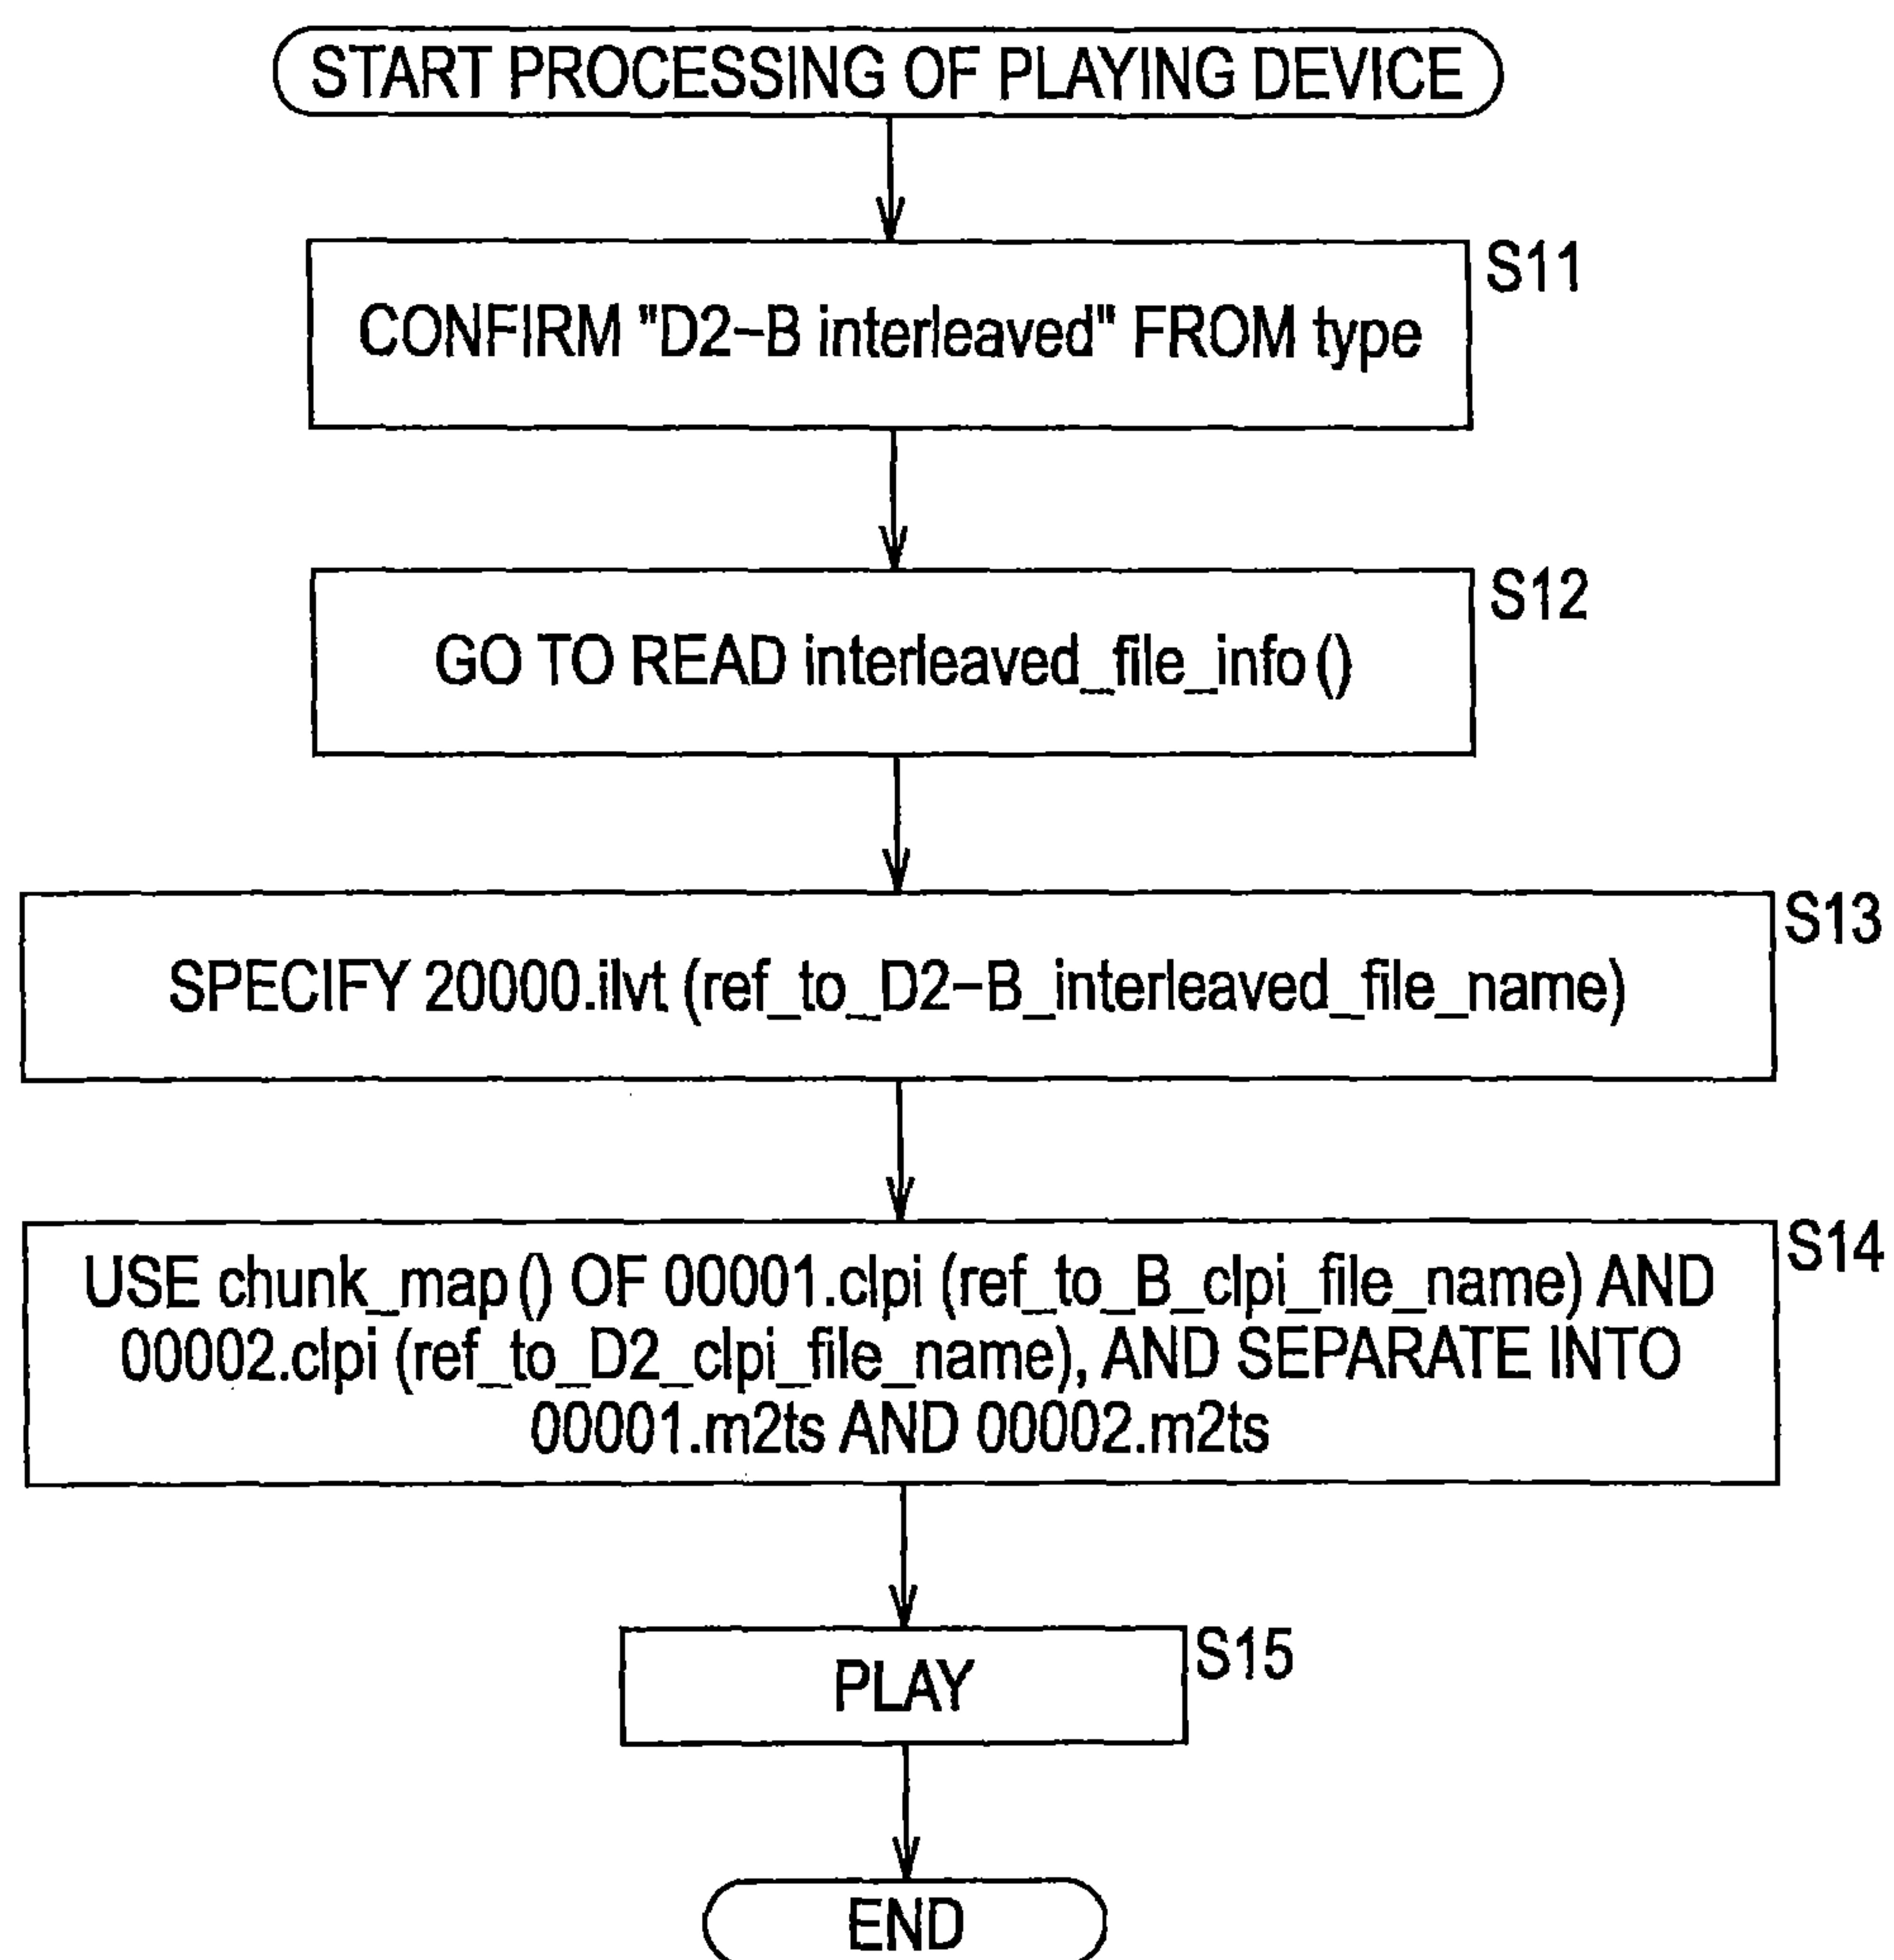 START PROCESSING OF PLAYING DEVICE
S11
CONFIRM "D2-B interleaved" FROM type
S12
GO TO READ interleaved_file_info ()
S13
SPECIFY 20000.ilvt (ref_to_D2-B_interleaved_file_name)
S14
USE chunk_map () OF 00001.clpi (ref_to_B_clpi_file_name) AND
00002.clpi (ref_to_D2_clpi_file_name), AND SEPARATE INTO
00001.m2ts AND 00002.m2ts
S15
PLAY
END